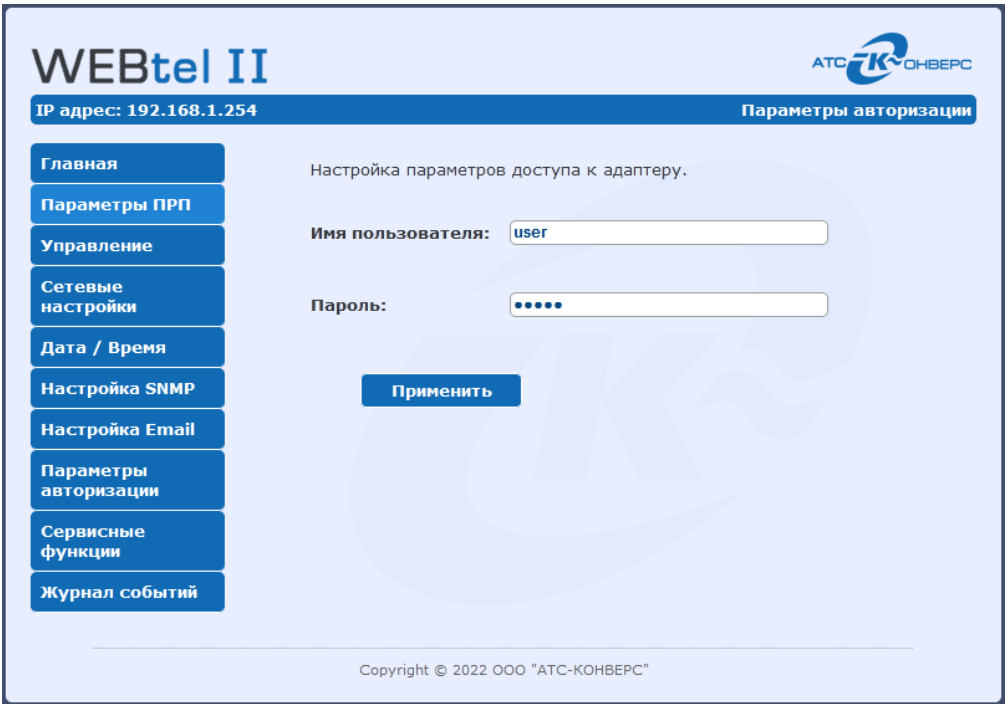 WEBtel II
АТС К ОНВЕРС
IP адрес: 192.168.1.254
Параметры авторизации
Главная
Параметры ПРП
Управление
Сетевые
настройки
Дата / Время
Настройка SNMP
Настройка Email
Параметры
авторизации
Сервисные
функции
Журнал событий
Настройка параметров доступа к адаптеру.
Имя пользователя: user
Пароль: •••••
Применить
Copyright © 2022 ООО "АТС-КОНВЕРС"